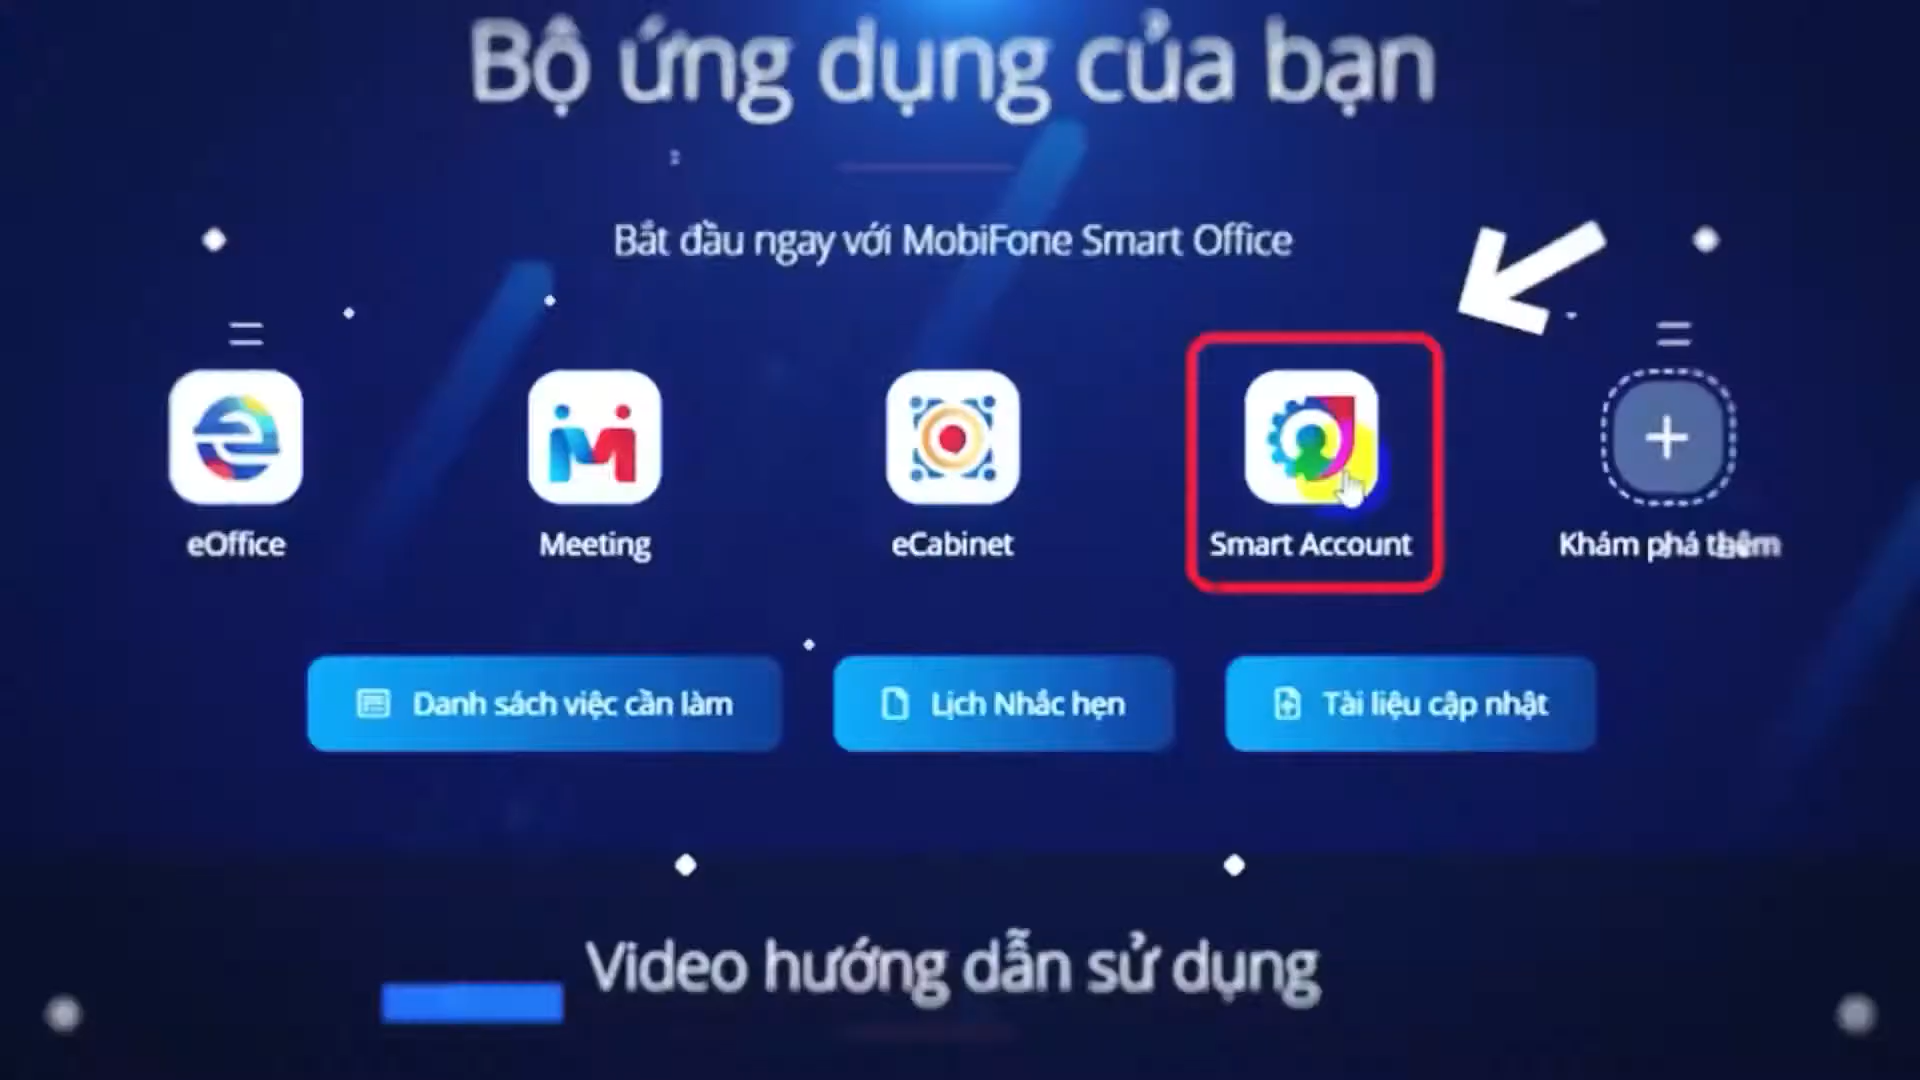 Bộ ứng dụng của bạn
Bắt đầu ngay với MobiFone Smart Office
eOffice
Meeting
eCabinet
Smart Account
Khám phá thêm
Danh sách việc cần làm
Lịch Nhắc hẹn
Tài liệu cập nhật
Video hướng dẫn sử dụng